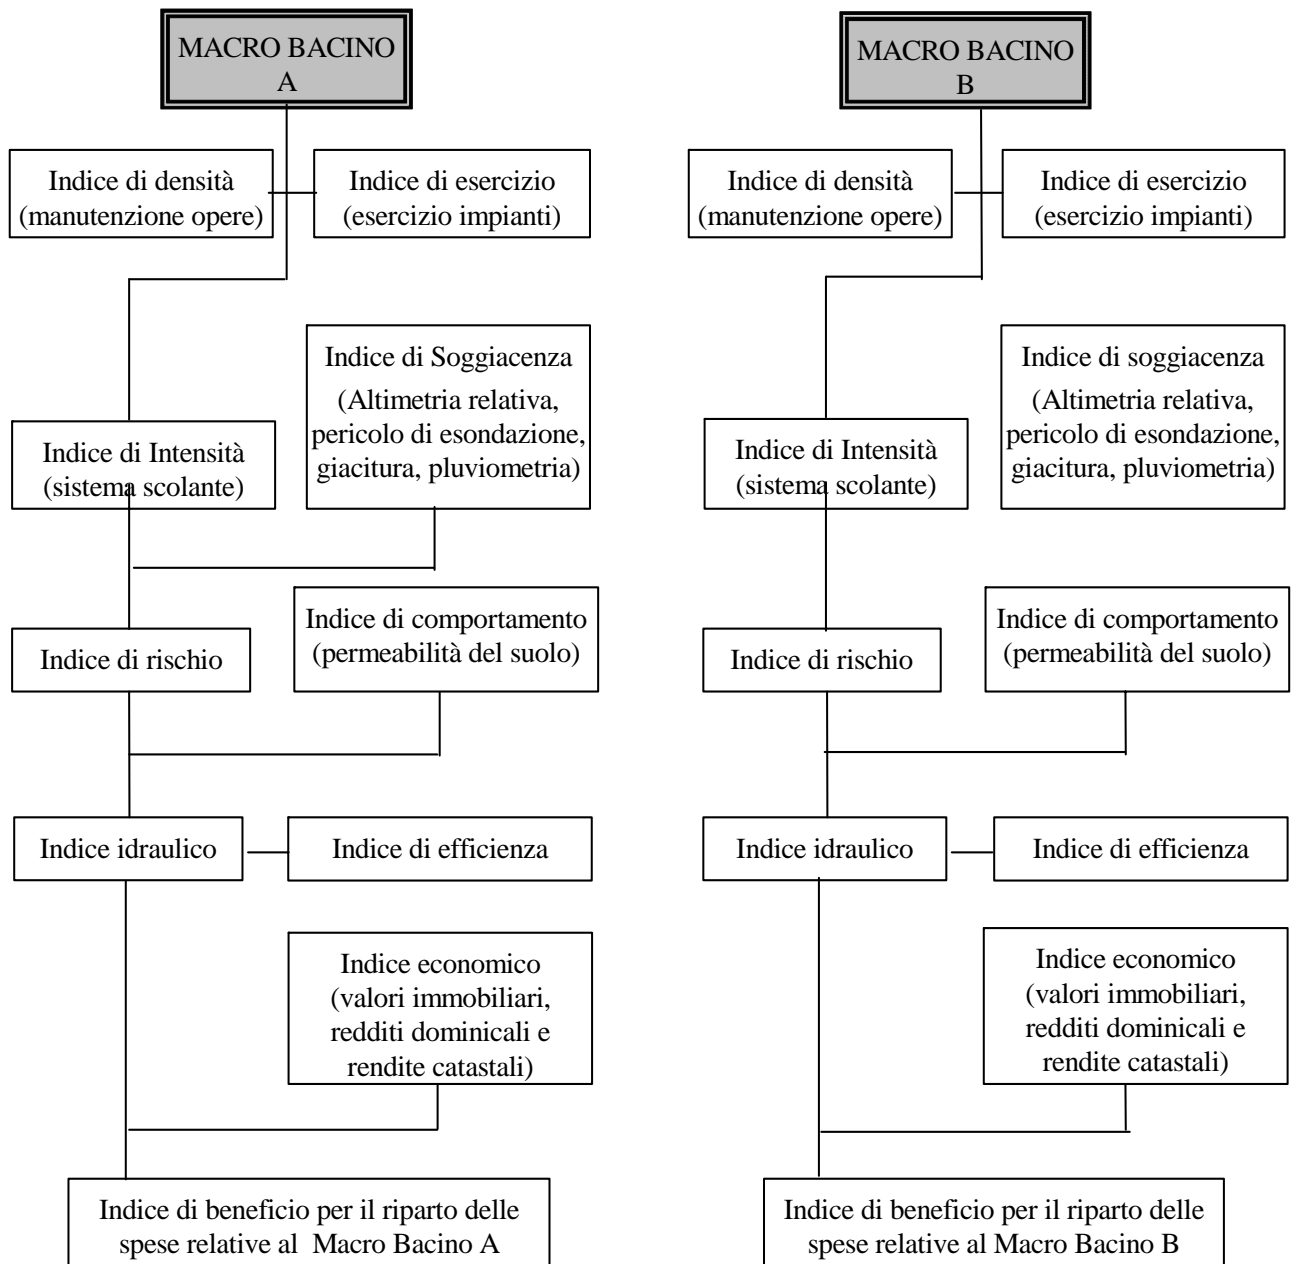 MACRO BACINO
A
Indice di densità
(manutenzione opere)
Indice di esercizio
(esercizio impianti)
Indice di Soggiacenza
(Altimetria relativa,
pericolo di esondazione,
giacitura, pluviometria)
Indice di Intensità
(sistema scolante)
Indice di comportamento
(permeabilità del suolo)
Indice di rischio
Indice idraulico
Indice di efficienza
Indice economico
(valori immobiliari,
redditi dominicali e
rendite catastali)
Indice di beneficio per il riparto delle
spese relative al Macro Bacino A
MACRO BACINO
B
Indice di densità
(manutenzione opere)
Indice di esercizio
(esercizio impianti)
Indice di soggiacenza
(Altimetria relativa,
pericolo di esondazione,
giacitura, pluviometria)
Indice di Intensità
(sistema scolante)
Indice di comportamento
(permeabilità del suolo)
Indice di rischio
Indice idraulico
Indice di efficienza
Indice economico
(valori immobiliari,
redditi dominicali e
rendite catastali)
Indice di beneficio per il riparto delle
spese relative al Macro Bacino B